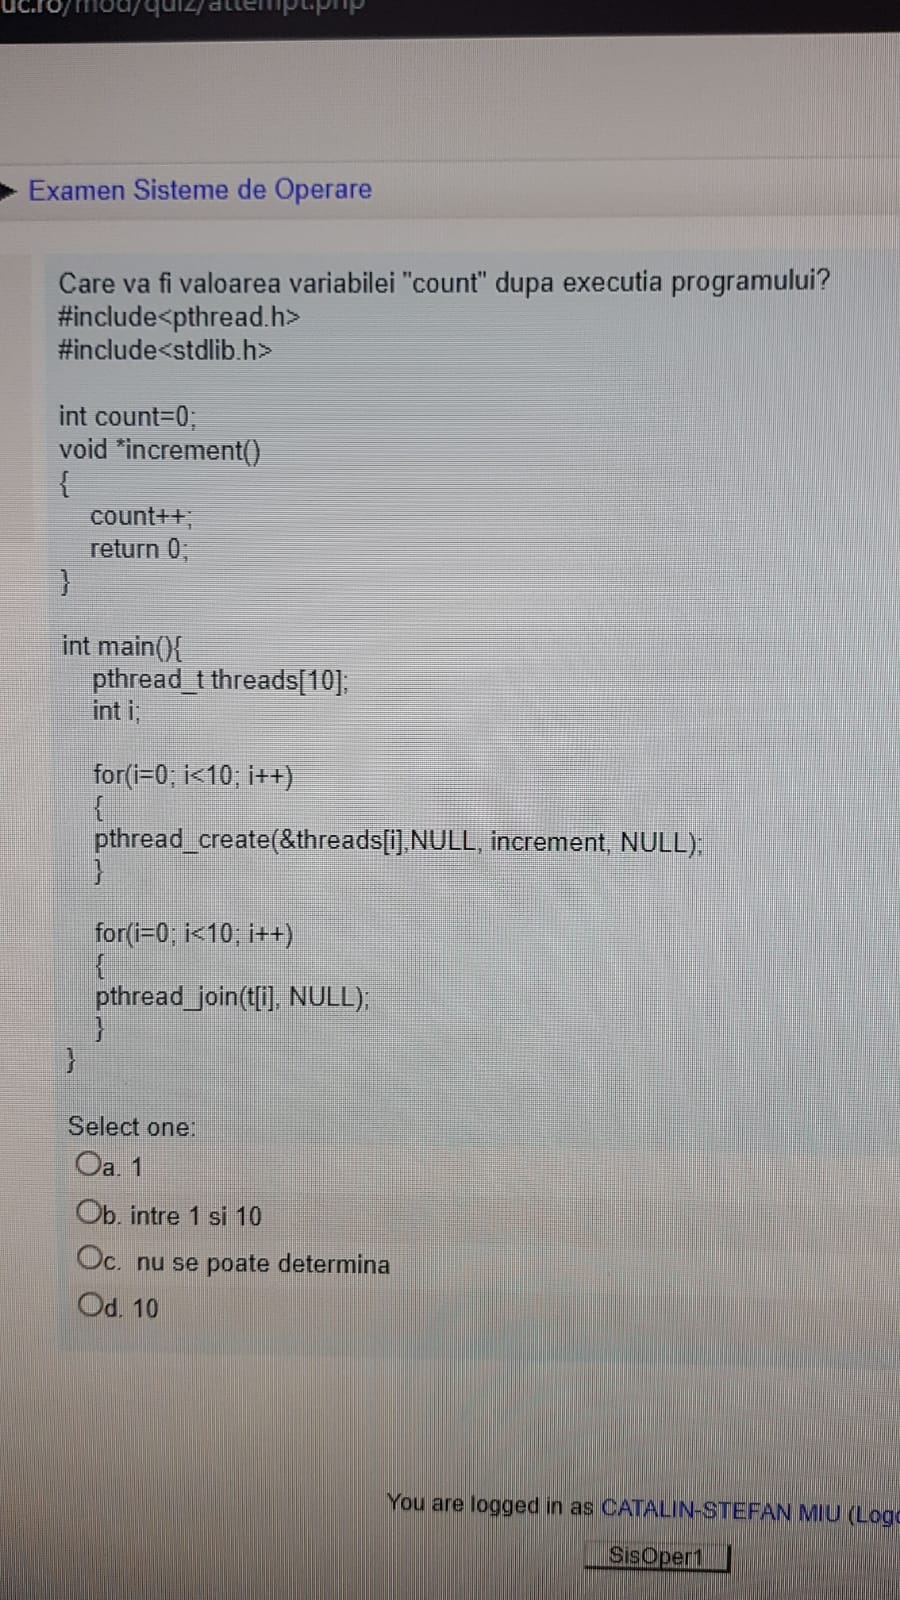 uc.ro/mod/quiz/attempt.php
Examen Sisteme de Operare
Care va fi valoarea variabilei "count" dupa executia programului?
#include<pthread.h>
#include<stdlib.h>
int count=0;
void *increment()
{
count++;
return 0;
}
int main(){
pthread_t threads[10];
int i;
for(i=0; i<10; i++)
{
pthread_create(&threads[i],NULL, increment, NULL);
}
for(i=0; i<10; i++)
{
pthread_join(t[i], NULL);
}
}
Select one:
a. 1
b. intre 1 si 10
c. nu se poate determina
d. 10
You are logged in as CATALIN-STEFAN MIU (Logo
SisOper1